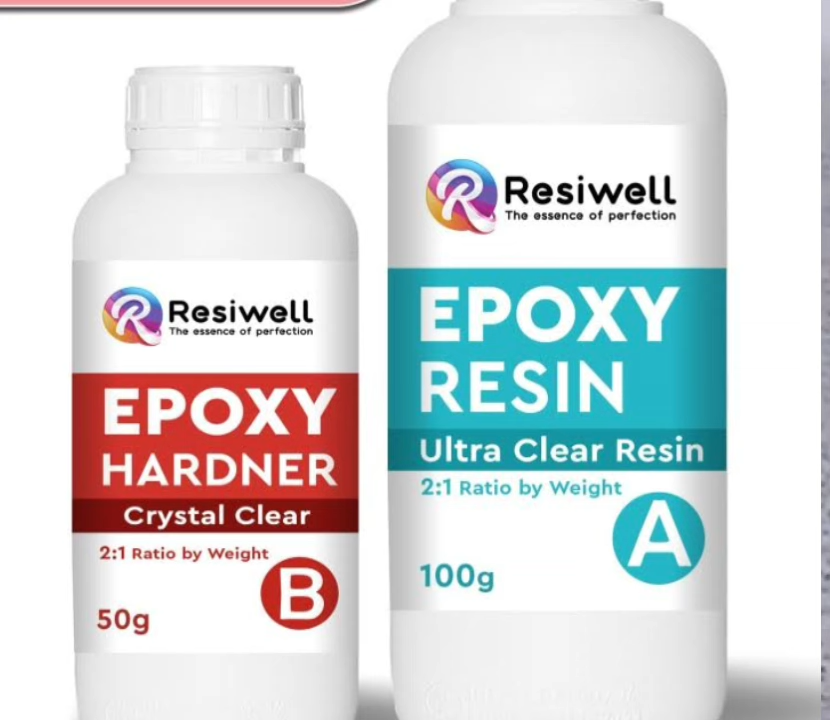 Resiwell
The essence of perfection
EPOXY
HARDNER
Crystal Clear
2:1 Ratio by Weight
B
50g
Resiwell
The essence of perfection
EPOXY
RESIN
Ultra Clear Resin
2:1 Ratio by Weight
A
100g